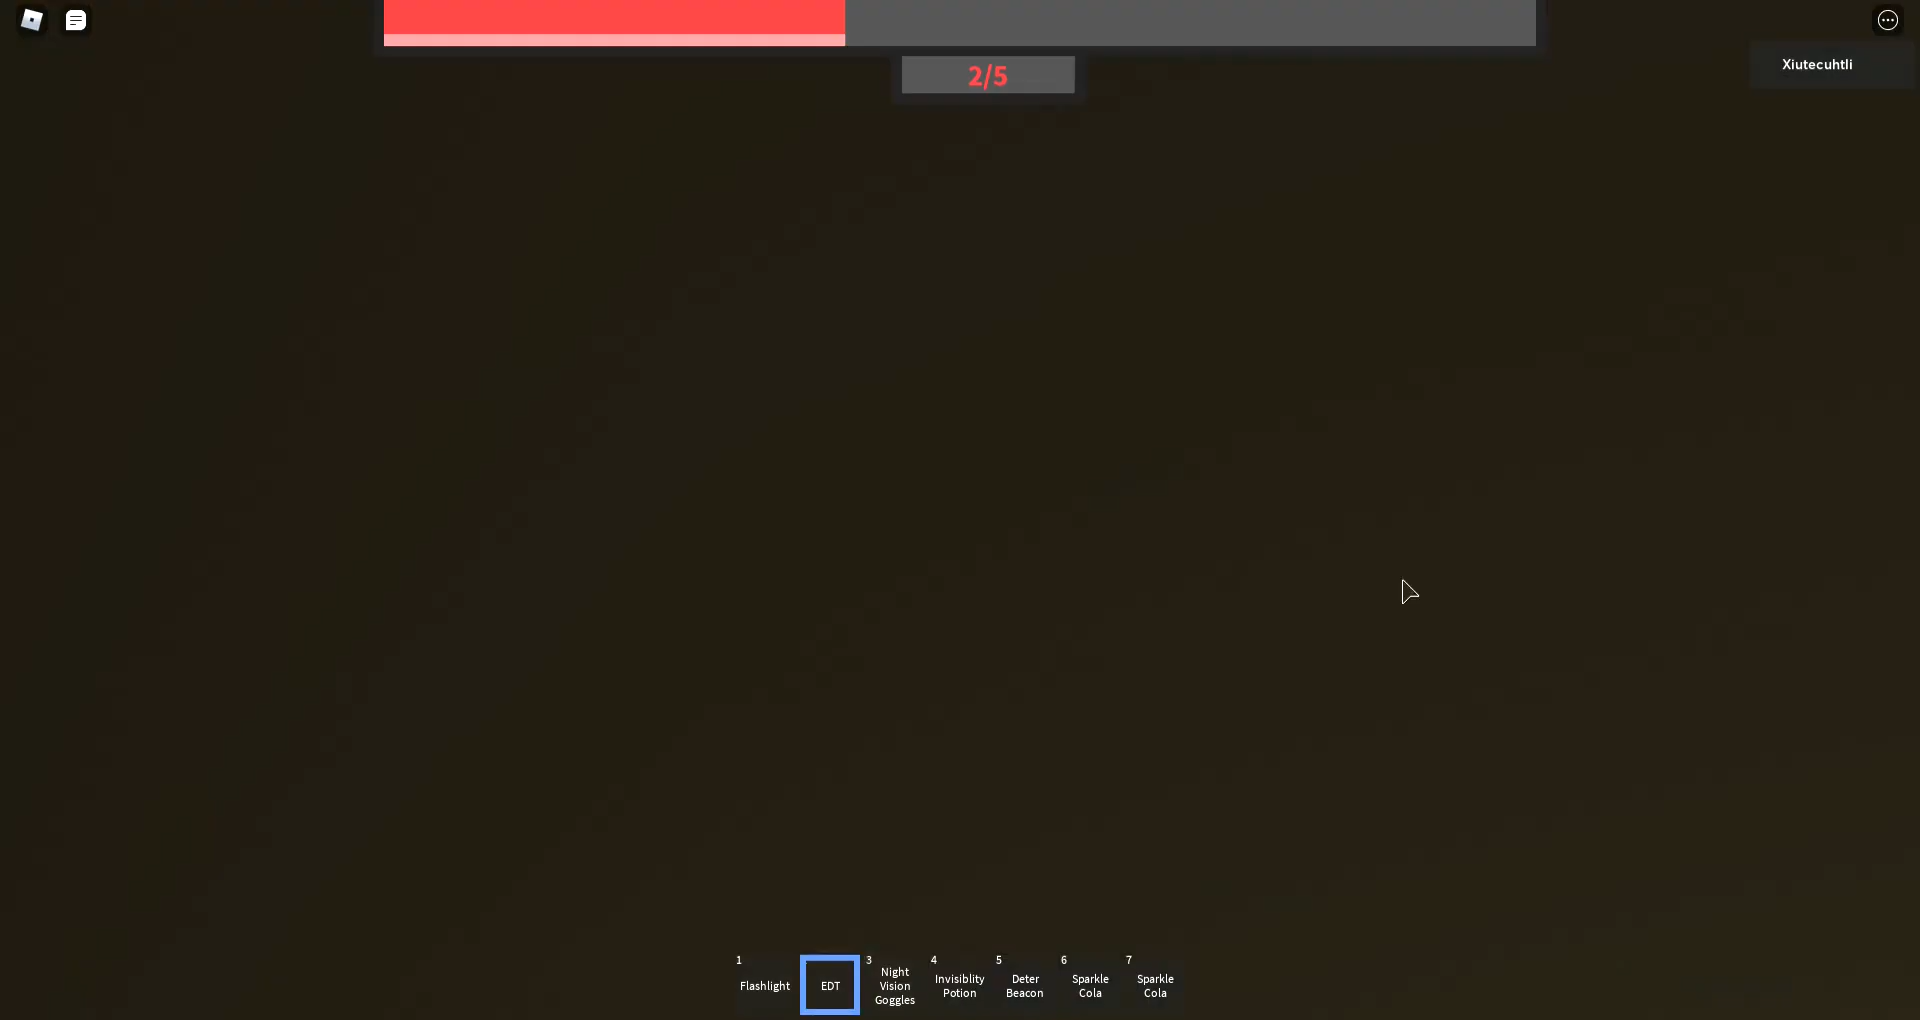 2/5
Xiutecuhtli
1
Flashlight
EDT
3
Night
Vision
Goggles
4
Invisiblity
Potion
5
Deter
Beacon
6
Sparkle
Cola
7
Sparkle
Cola